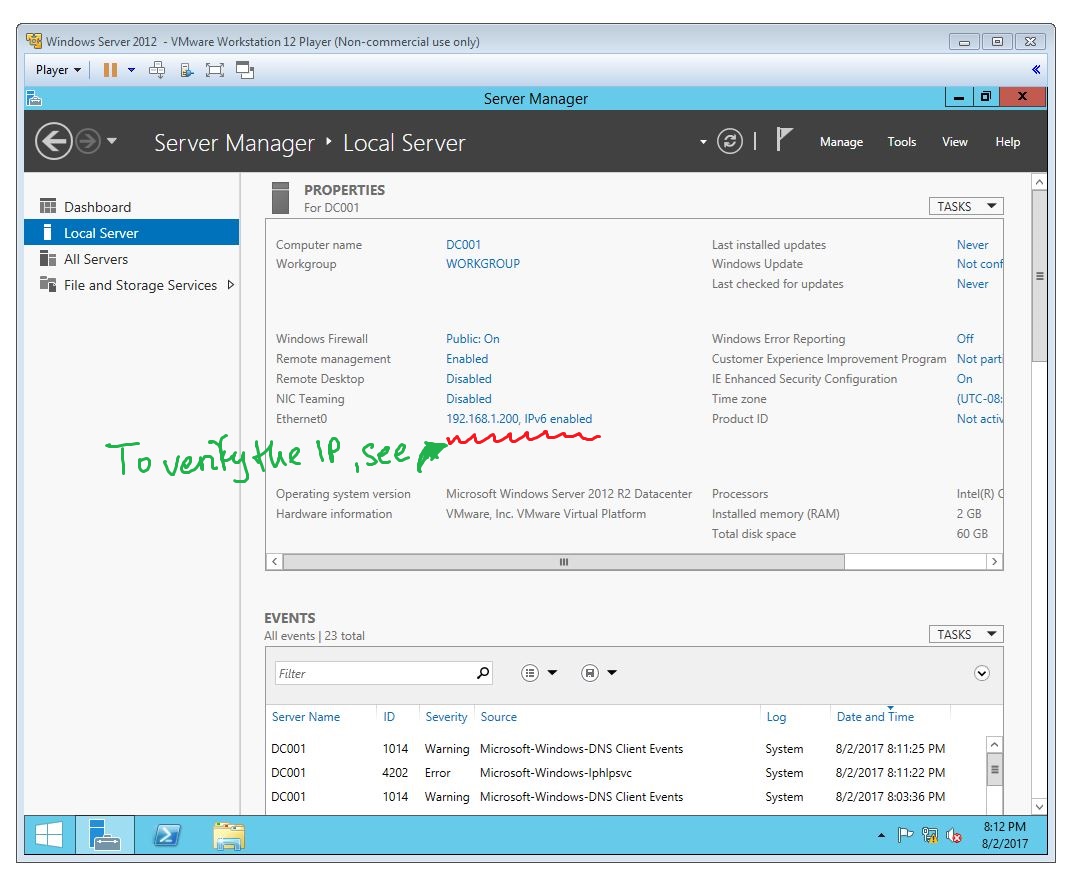 Windows Server 2012 - VMware Workstation 12 Player (Non-commercial use only)
Player
Server Manager
Server Manager • Local Server
Manage Tools View Help
Dashboard
Local Server
All Servers
File and Storage Services
PROPERTIES
For DC001
TASKS
Computer name DC001 Last installed updates Never
Workgroup WORKGROUP Windows Update Not conf
Last checked for updates Never
Windows Firewall Public: On Windows Error Reporting Off
Remote management Enabled Customer Experience Improvement Program Not parti
Remote Desktop Disabled IE Enhanced Security Configuration On
NIC Teaming Disabled Time zone (UTC-08:
Ethernet0 192.168.1.200, IPv6 enabled Product ID Not activ
To verify the IP, see
Operating system version Microsoft Windows Server 2012 R2 Datacenter Processors Intel(R) C
Hardware information VMware, Inc. VMware Virtual Platform Installed memory (RAM) 2 GB
Total disk space 60 GB
EVENTS
All events | 23 total
TASKS
Filter
Server Name ID Severity Source Log Date and Time
DC001 1014 Warning Microsoft-Windows-DNS Client Events System 8/2/2017 8:11:25 PM
DC001 4202 Error Microsoft-Windows-Iphlpsvc System 8/2/2017 8:11:22 PM
DC001 1014 Warning Microsoft-Windows-DNS Client Events System 8/2/2017 8:03:36 PM
8:12 PM
8/2/2017